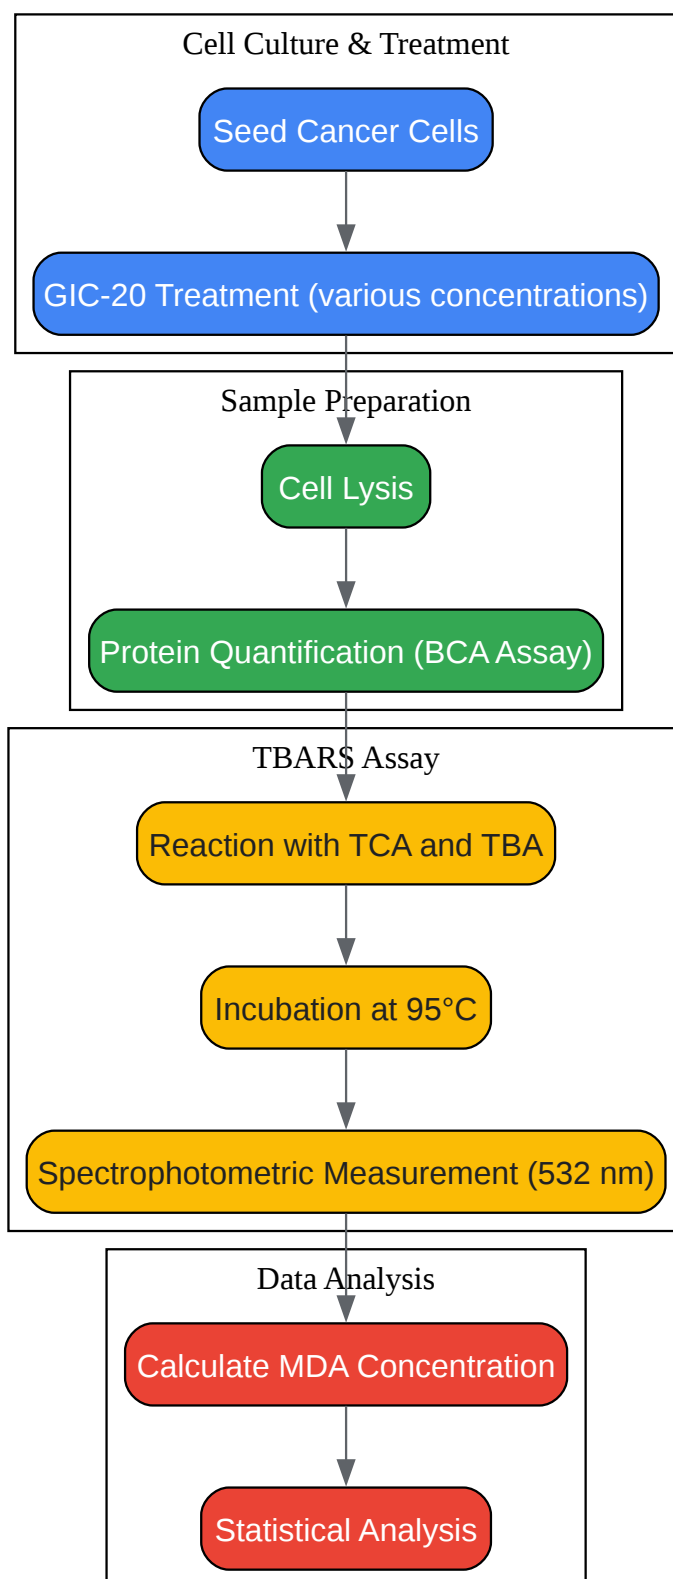 Cell Culture & Treatment
Seed Cancer Cells
GIC-20 Treatment (various concentrations)
Sample Preparation
Cell Lysis
Protein Quantification (BCA Assay)
TBARS Assay
Reaction with TCA and TBA
Incubation at 95°C
Spectrophotometric Measurement (532 nm)
Data Analysis
Calculate MDA Concentration
Statistical Analysis